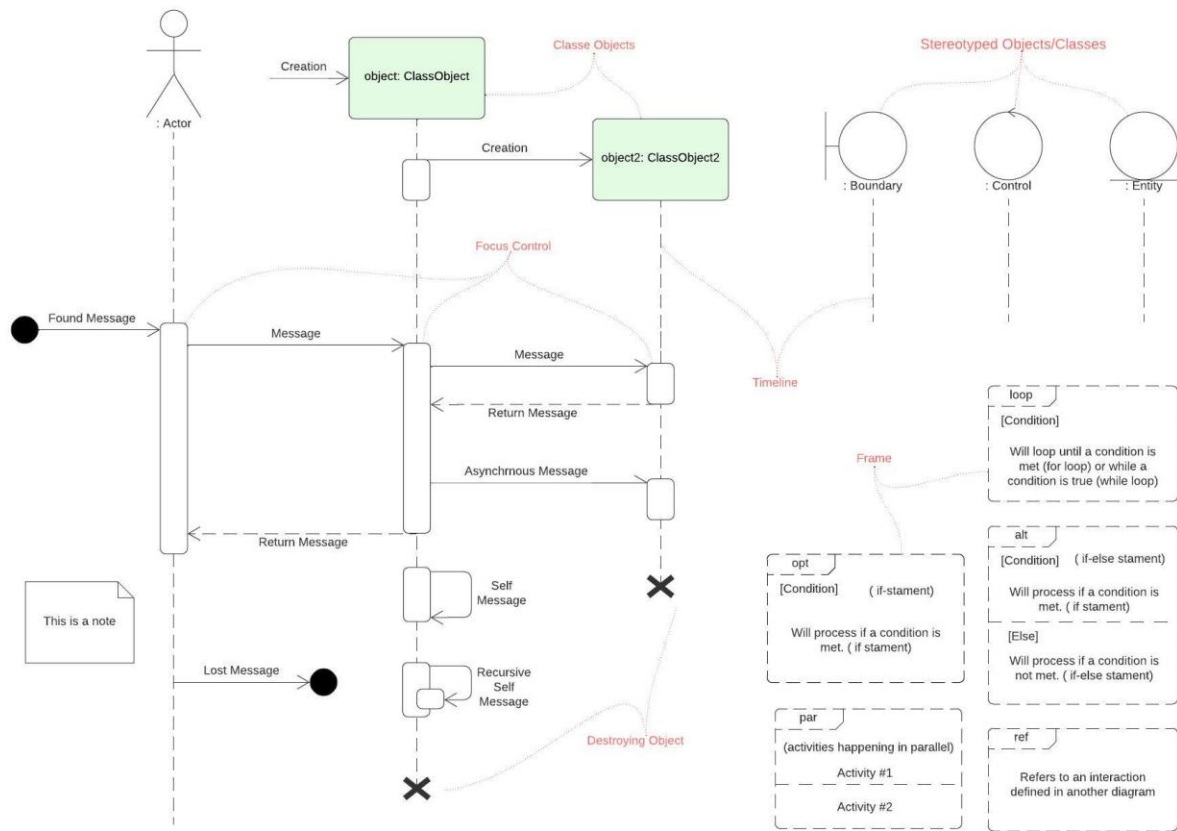 Classe Objects
Stereotyped Objects/Classes
Creation
object: ClassObject
: Actor
Creation
object2: ClassObject2
: Boundary
: Control
: Entity
Focus Control
Found Message
Message
Message
Timeline
Return Message
Asynchrnous Message
Return Message
Frame
loop
[Condition]
Will loop until a condition is
met (for loop) or while a
condition is true (while loop)
opt
[Condition]
( if-stament)
Will process if a condition is
met. ( if stament)
alt
[Condition]
( if-else stament)
Will process if a condition is
met. ( if stament)
[Else]
Will process if a condition is
not met. ( if-else stament)
This is a note
Self
Message
Lost Message
Recursive
Self
Message
Destroying Object
par
(activities happening in parallel)
Activity #1
Activity #2
ref
Refers to an interaction
defined in another diagram